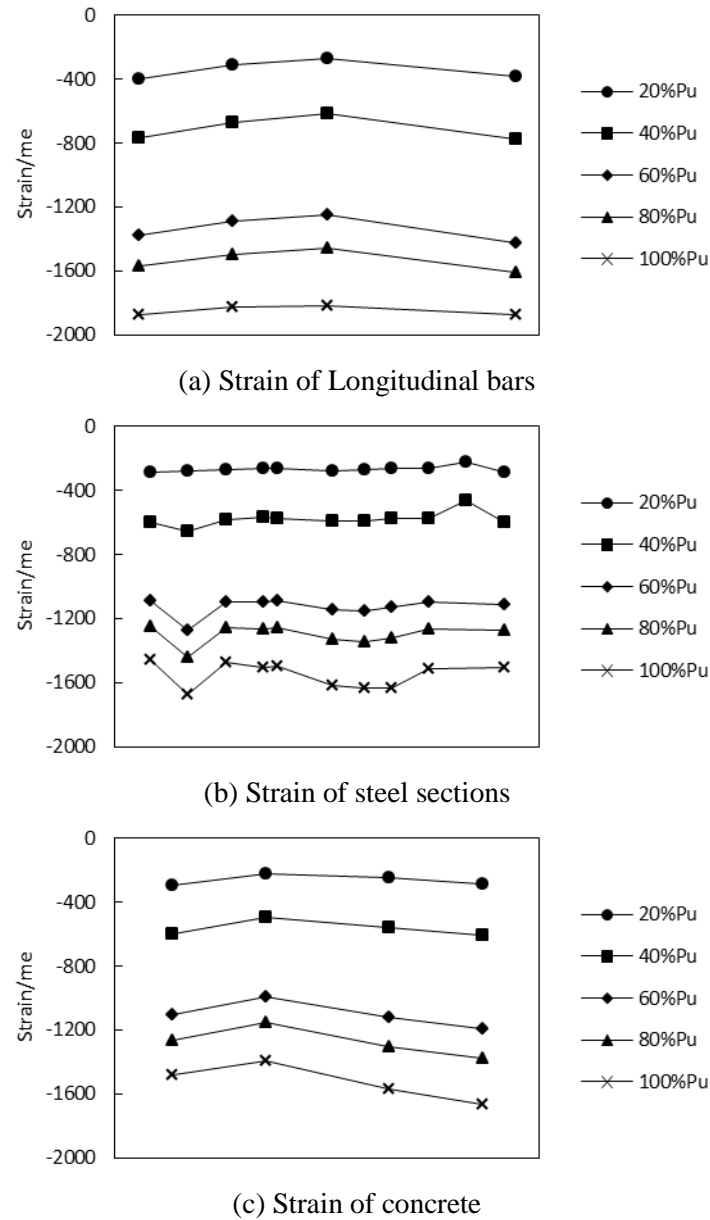 0
-400
-800
-1200
-1600
-2000
Strain/me
20%Pu
40%Pu
60%Pu
80%Pu
100%Pu
(a) Strain of Longitudinal bars
0
-400
-800
-1200
-1600
-2000
Strain/me
20%Pu
40%Pu
60%Pu
80%Pu
100%Pu
(b) Strain of steel sections
0
-400
-800
-1200
-1600
-2000
Strain/me
20%Pu
40%Pu
60%Pu
80%Pu
100%Pu
(c) Strain of concrete